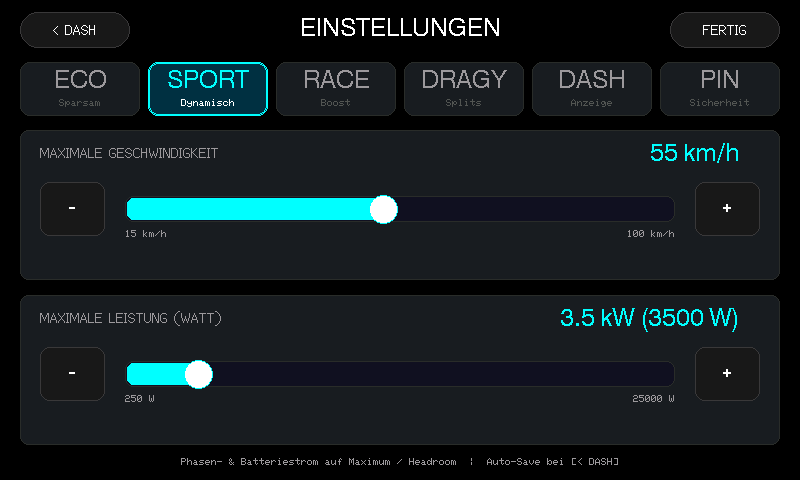 < DASH
EINSTELLUNGEN
FERTIG
ECO
Sparsam
SPORT
Dynamisch
RACE
Boost
DRAGY
Splits
DASH
Anzeige
PIN
Sicherheit
MAXIMALE GESCHWINDIGKEIT
55 km/h
-
+
15 km/h
100 km/h
MAXIMALE LEISTUNG (WATT)
3.5 kW (3500 W)
-
+
250 W
25000 W
Phasen- & Batteriestrom auf Maximum / Headroom | Auto-Save bei [< DASH]